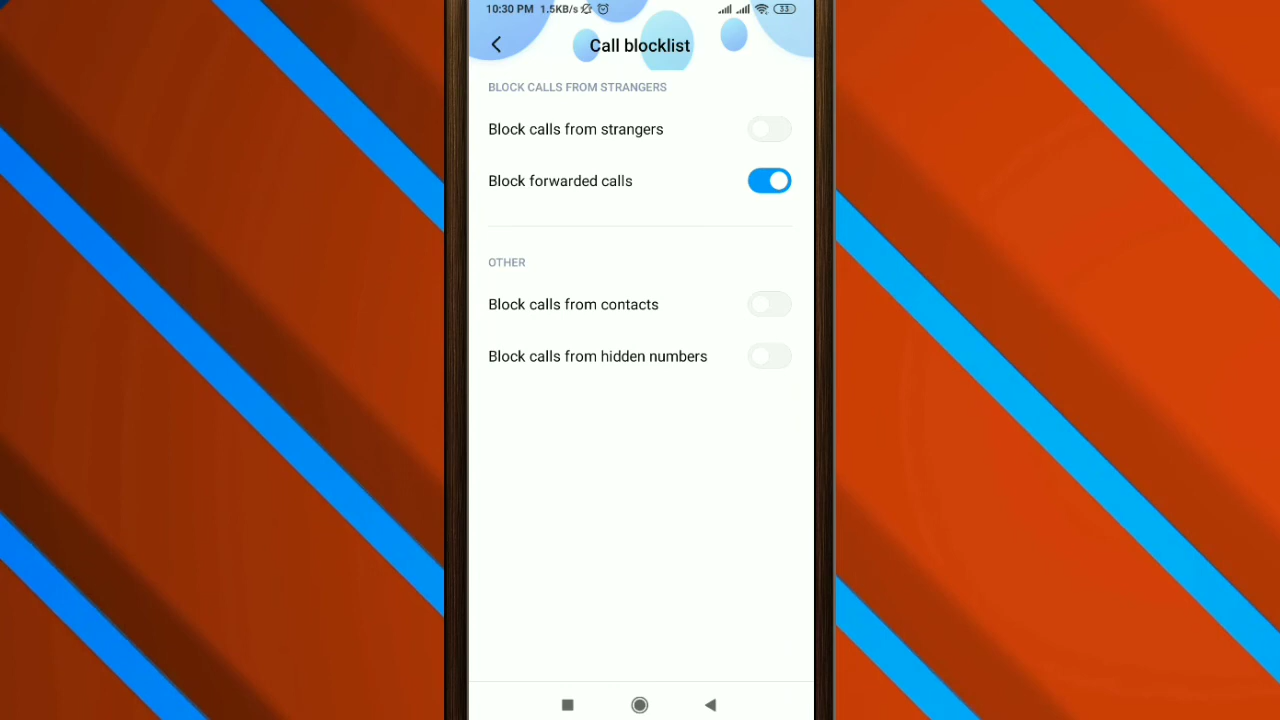 10:30 PM 1.5KB/s 33
Call blocklist
BLOCK CALLS FROM STRANGERS
Block calls from strangers
Block forwarded calls
OTHER
Block calls from contacts
Block calls from hidden numbers